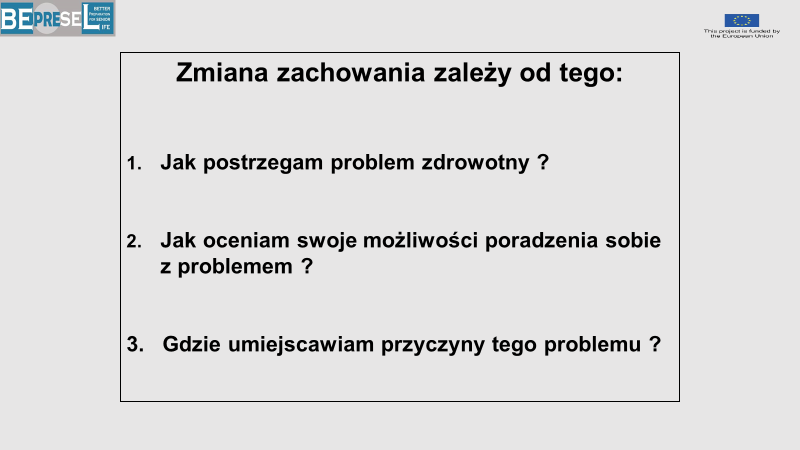 BEPRESEL
BETTER
PREPARATION
FOR SENIOR
LIFE
This project is funded by
the European Union
Zmiana zachowania zależy od tego:
1. Jak postrzegam problem zdrowotny ?
2. Jak oceniam swoje możliwości poradzenia sobie
z problemem ?
3. Gdzie umiejscawiam przyczyny tego problemu ?